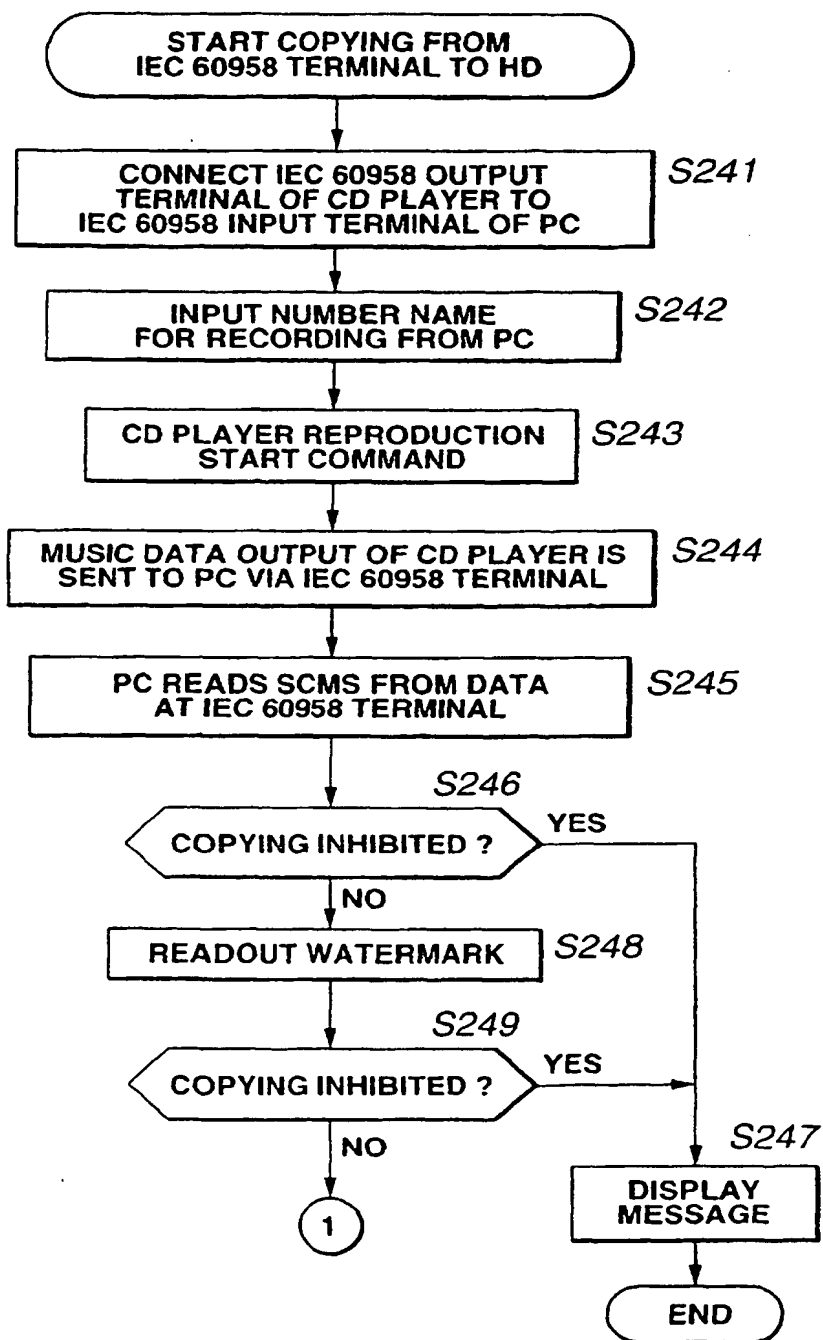 START COPYING FROM
IEC 60958 TERMINAL TO HD
CONNECT IEC 60958 OUTPUT
TERMINAL OF CD PLAYER TO
IEC 60958 INPUT TERMINAL OF PC
S241
INPUT NUMBER NAME
FOR RECORDING FROM PC
S242
CD PLAYER REPRODUCTION
START COMMAND
S243
MUSIC DATA OUTPUT OF CD PLAYER IS
SENT TO PC VIA IEC 60958 TERMINAL
S244
PC READS SCMS FROM DATA
AT IEC 60958 TERMINAL
S245
S246
COPYING INHIBITED ?
YES
NO
READOUT WATERMARK
S248
S249
COPYING INHIBITED ?
YES
NO
1
S247
DISPLAY
MESSAGE
END